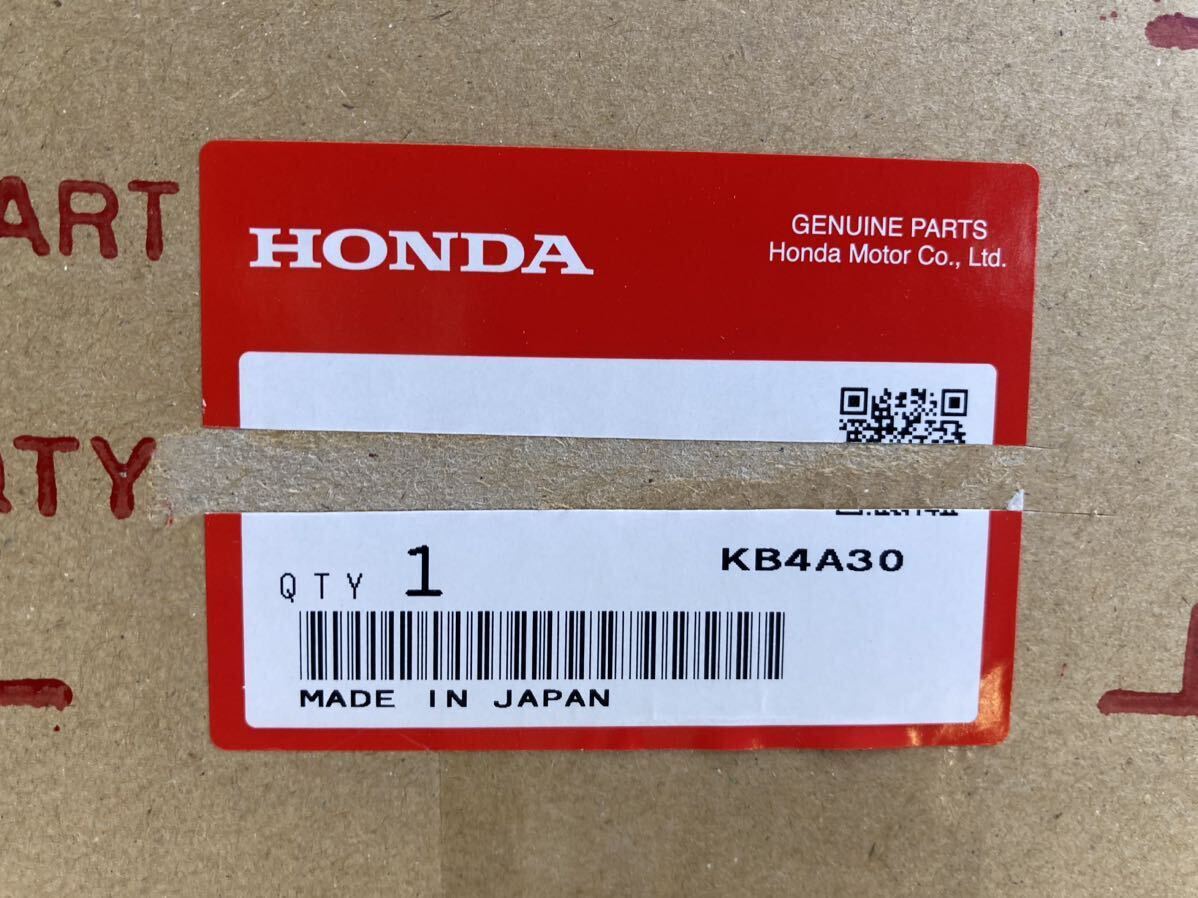 ART
HONDA
GENUINE PARTS
Honda Motor Co., Ltd.
QTY
QTY 1
KB4A30
MADE IN JAPAN